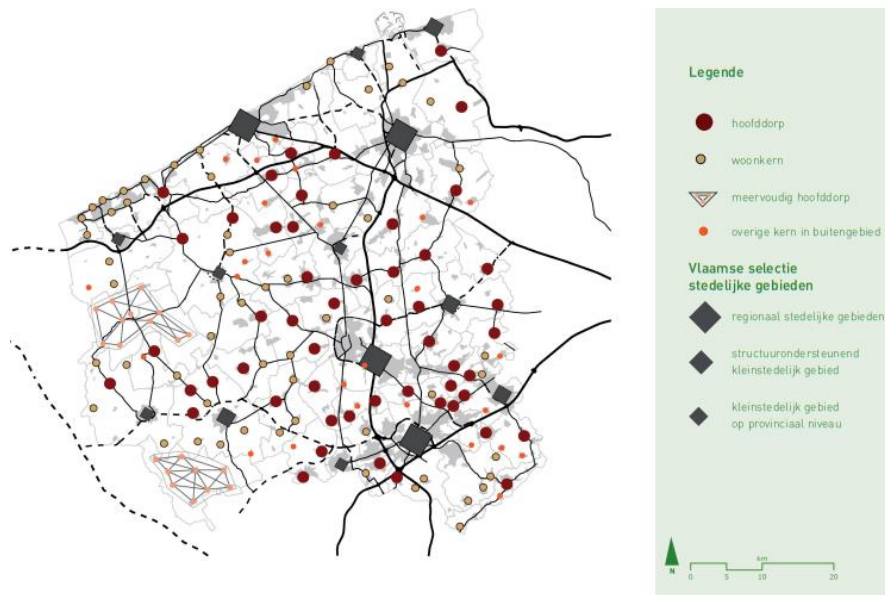 Legende
hoofddorp
woonkern
meervoudig hoofddorp
overige kern in buitengebied
Vlaamse selectie
stedelijke gebieden
regionaal stedelijke gebieden
structuurondersteunend
kleinstedelijk gebied
kleinstedelijk gebied
op provinciaal niveau
km
N
0 5 10 20